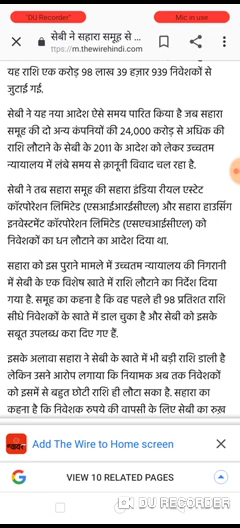 "DU Recorder"
Mic in use
सेबी ने सहारा समूह से ...
ttps://m.thewirehindi.com
यह राशि एक करोड़ 98 लाख 39 हज़ार 939 निवेशकों से
जुटाई गई.
सेबी ने यह नया आदेश ऐसे समय पारित किया है जब सहारा
समूह की दो अन्य कंपनियों की 24,000 करोड़ से अधिक की
राशि लौटाने के सेबी के 2011 के आदेश को लेकर उच्चतम
न्यायालय में लंबे समय से क़ानूनी विवाद चल रहा है.
सेबी ने तब सहारा समूह की सहारा इंडिया रीयल एस्टेट
कॉरपोरेशन लिमिटेड (एसआईआरईसीएल) और सहारा हाउसिंग
इनवेस्टमेंट कॉरपोरेशन लिमिटेड (एसएचआईसीएल) को
निवेशकों का धन लौटाने का आदेश दिया था.
सहारा को इस पुराने मामले में उच्चतम न्यायालय की निगरानी
में सेबी के एक विशेष खाते में राशि लौटाने का निर्देश दिया
गया है. समूह का कहना है कि वह पहले ही 98 प्रतिशत राशि
सीधे निवेशकों के खाते में डाल चुका है और सेबी को इसके
सबूत उपलब्ध करा दिए गए हैं.
इसके अलावा सहारा ने सेबी के खाते में भी बड़ी राशि डाली है
लेकिन उसने आरोप लगाया कि नियामक अब तक निवेशकों
को इसमें से बहुत छोटी राशि ही लौटा सका है. सहारा का
कहना है कि निवेशक रुपये की वापसी के लिए सेबी का रुख़
Add The Wire to Home screen
VIEW 10 RELATED PAGES
DU RECORDER